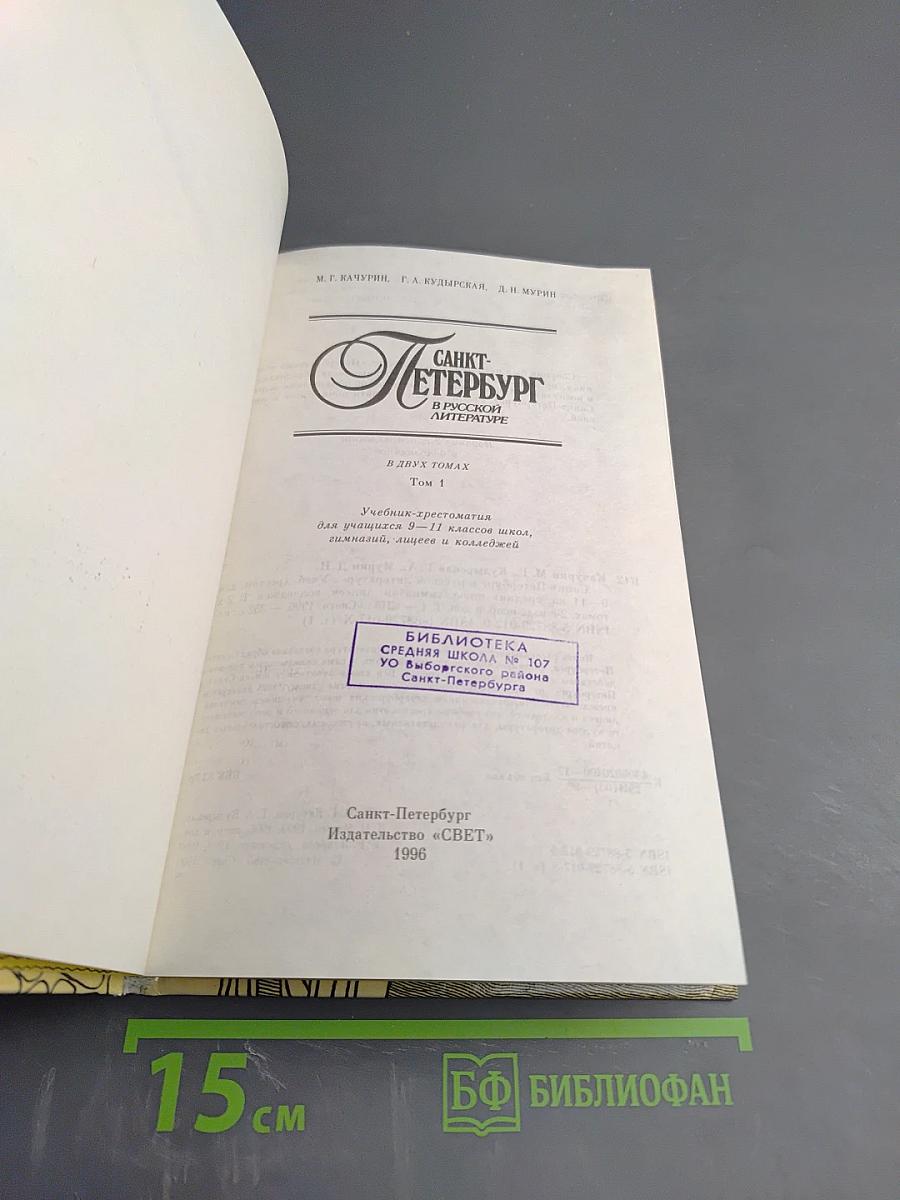 М. Г. КАЧУРИН, Г. А. КУДЫРСКАЯ, Д. Н. МУРИН
САНКТ-
ПЕТЕРБУРГ
В РУССКОЙ
ЛИТЕРАТУРЕ
В ДВУХ ТОМАХ
Том 1
Учебник-хрестоматия
для учащихся 9—11 классов школ,
гимназий, лицеев и колледжей
БИБЛИОТЕКА
СРЕДНЯЯ ШКОЛА № 107
УО Выборгского района
Санкт-Петербурга
Санкт-Петербург
Издательство «СВЕТ»
1996
15 см
БФ БИБЛИОФАН